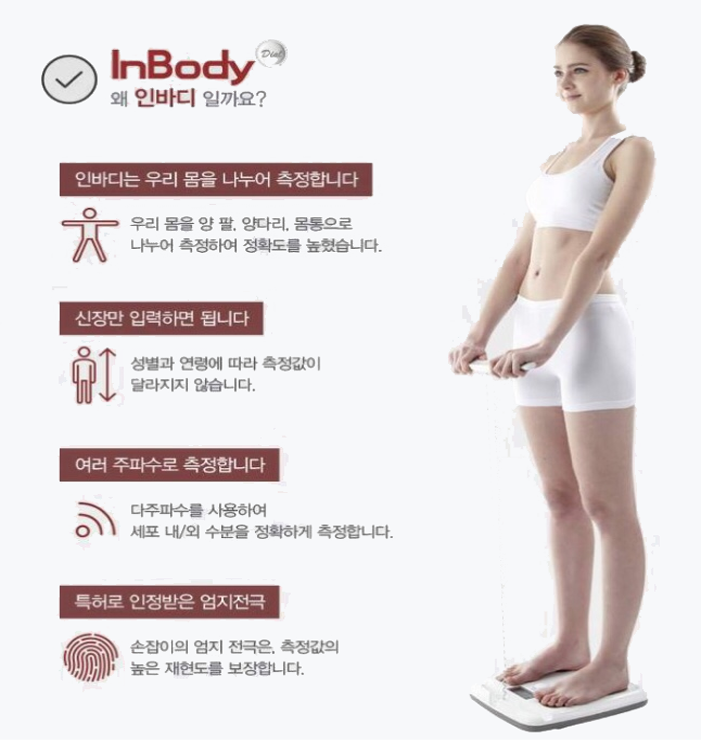 InBody Dial
왜 인바디 일까요?
인바디는 우리 몸을 나누어 측정합니다
우리 몸을 양 팔, 양다리, 몸통으로
나누어 측정하여 정확도를 높혔습니다.
신장만 입력하면 됩니다
성별과 연령에 따라 측정값이
달라지지 않습니다.
여러 주파수로 측정합니다
다주파수를 사용하여
세포 내/외 수분을 정확하게 측정합니다.
특허로 인정받은 엄지전극
손잡이의 엄지 전극은, 측정값의
높은 재현도를 보장합니다.